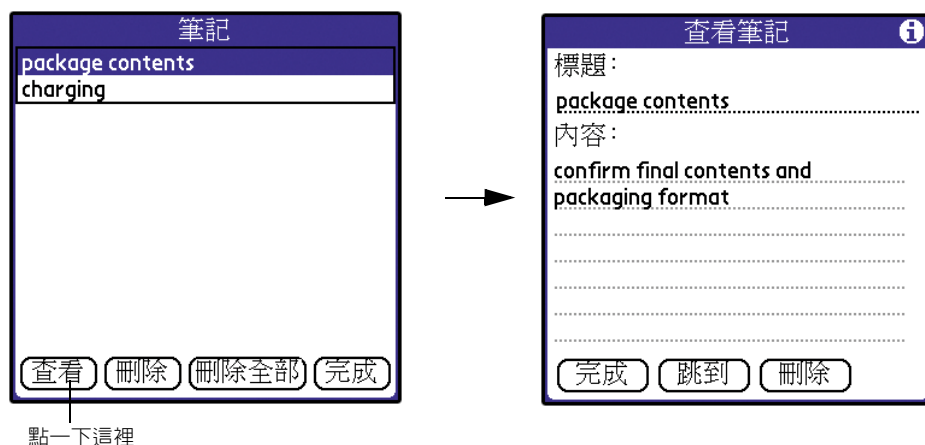 筆記
package contents
charging
查看 刪除 刪除全部 完成
點一下這裡
查看筆記
標題:
package contents
內容:
confirm final contents and
packaging format
完成 跳到 刪除